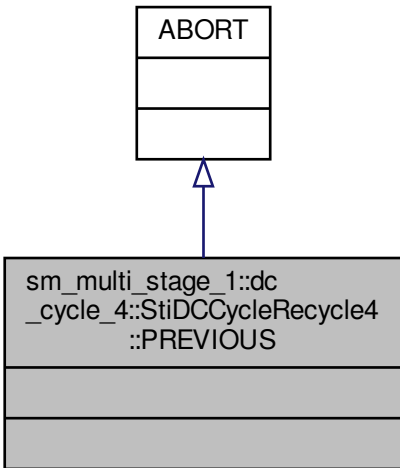 ABORT
sm_multi_stage_1::dc
_cycle_4::StiDCCycleRecycle4
::PREVIOUS